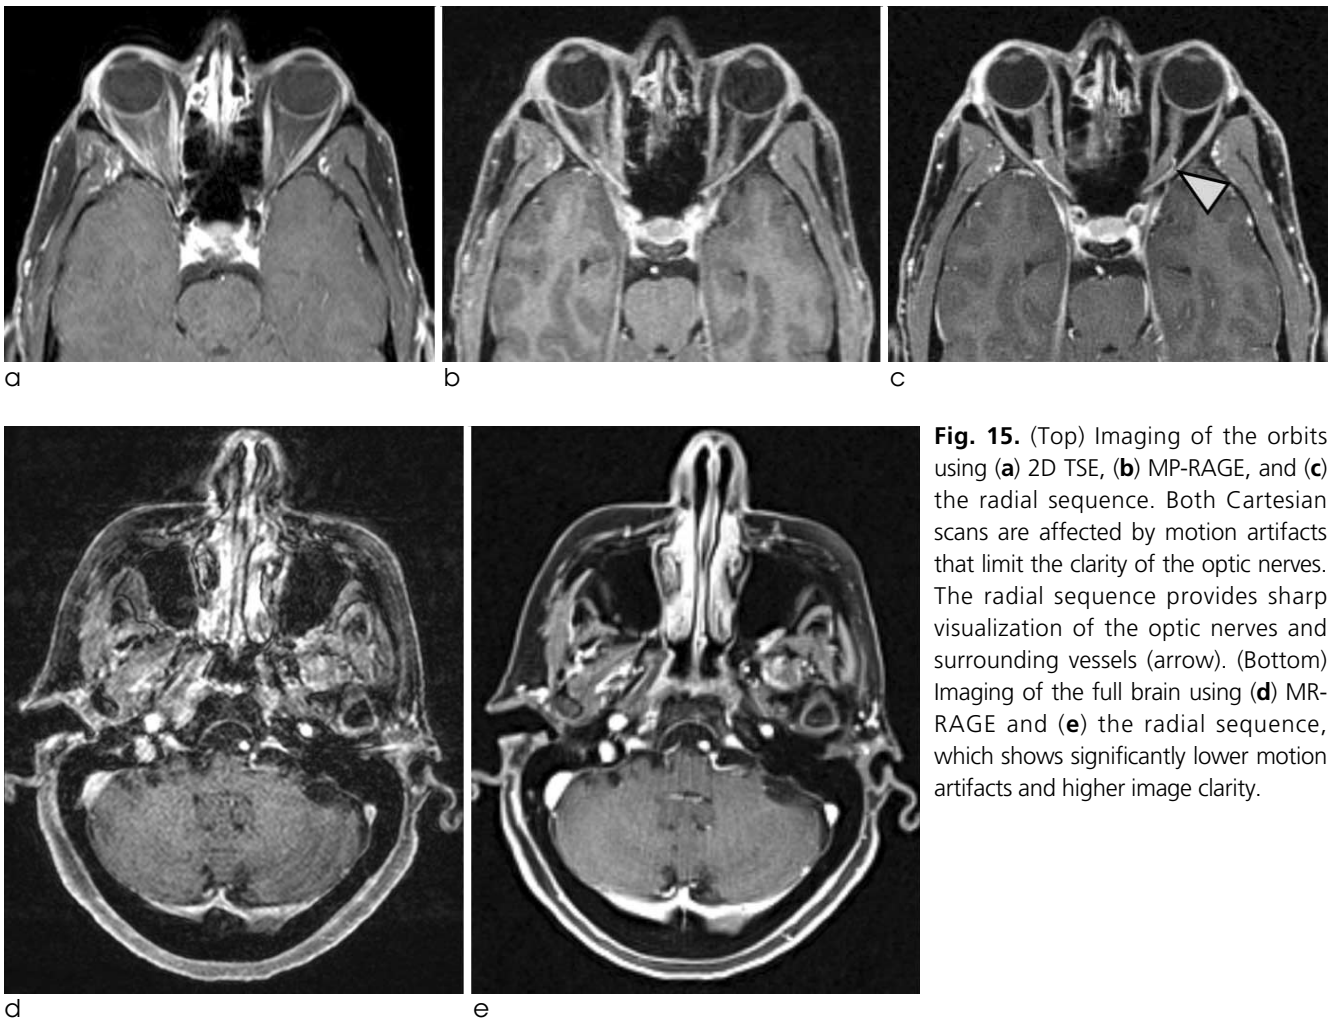 a
b
c
Fig. 15. (Top) Imaging of the orbits
using (a) 2D TSE, (b) MP-RAGE, and (c)
the radial sequence. Both Cartesian
scans are affected by motion artifacts
that limit the clarity of the optic nerves.
The radial sequence provides sharp
visualization of the optic nerves and
surrounding vessels (arrow). (Bottom)
Imaging of the full brain using (d) MR-
RAGE and (e) the radial sequence,
which shows significantly lower motion
artifacts and higher image clarity.
d
e